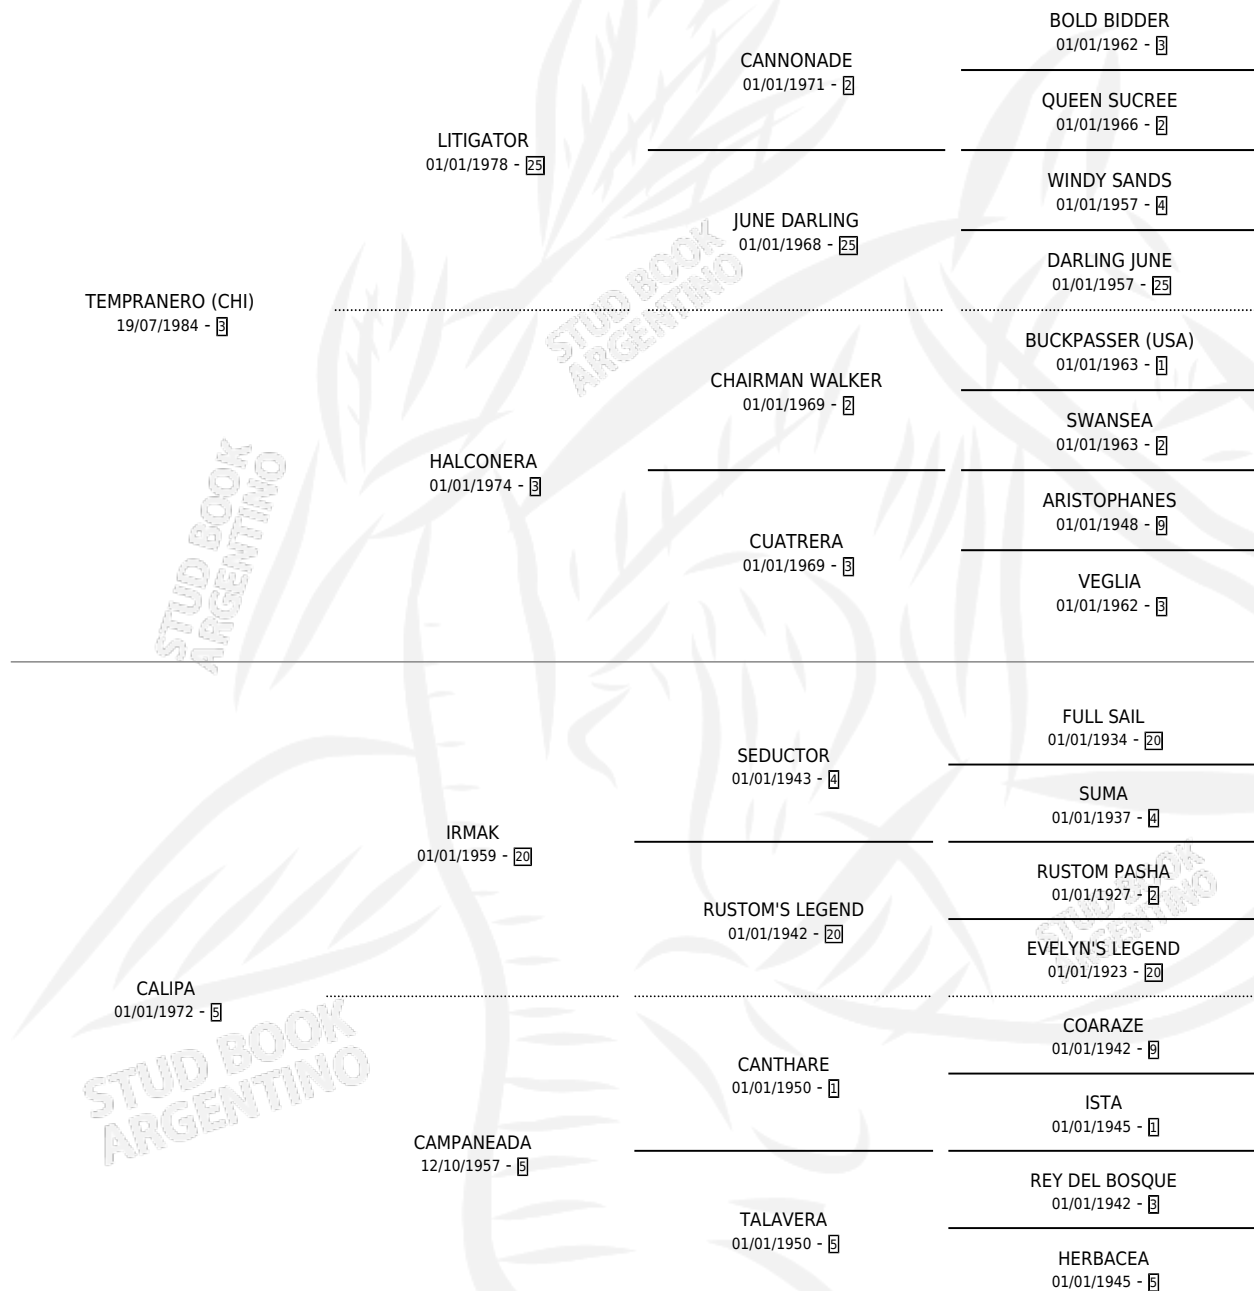 BOLD BIDDER
01/01/1962 - 3
CANNONADE
01/01/1971 - 2
QUEEN SUCREE
01/01/1966 - 2
LITIGATOR
01/01/1978 - 25
WINDY SANDS
01/01/1957 - 4
JUNE DARLING
01/01/1968 - 25
DARLING JUNE
01/01/1957 - 25
TEMPRANERO (CHI)
19/07/1984 - 3
STUD BOOK
ARGENTINO
BUCKPASSER (USA)
01/01/1963 - 1
CHAIRMAN WALKER
01/01/1969 - 2
SWANSEA
01/01/1963 - 2
HALCONERA
01/01/1974 - 3
ARISTOPHANES
01/01/1948 - 9
CUATRERA
01/01/1969 - 3
VEGLIA
01/01/1962 - 3
STUD BOOK
ARGENTINO
FULL SAIL
01/01/1934 - 20
SEDUCTOR
01/01/1943 - 4
SUMA
01/01/1937 - 4
IRMAK
01/01/1959 - 20
RUSTOM PASHA
01/01/1927 - 2
RUSTOM'S LEGEND
01/01/1942 - 20
STUD BOOK
ARGENTINO
EVELYN'S LEGEND
01/01/1923 - 20
CALIPA
01/01/1972 - 5
COARAZE
01/01/1942 - 9
STUD BOOK
ARGENTINO
CANTHARE
01/01/1950 - 1
ISTA
01/01/1945 - 1
CAMPANEADA
12/10/1957 - 5
REY DEL BOSQUE
01/01/1942 - 3
TALAVERA
01/01/1950 - 5
HERBACEA
01/01/1945 - 5